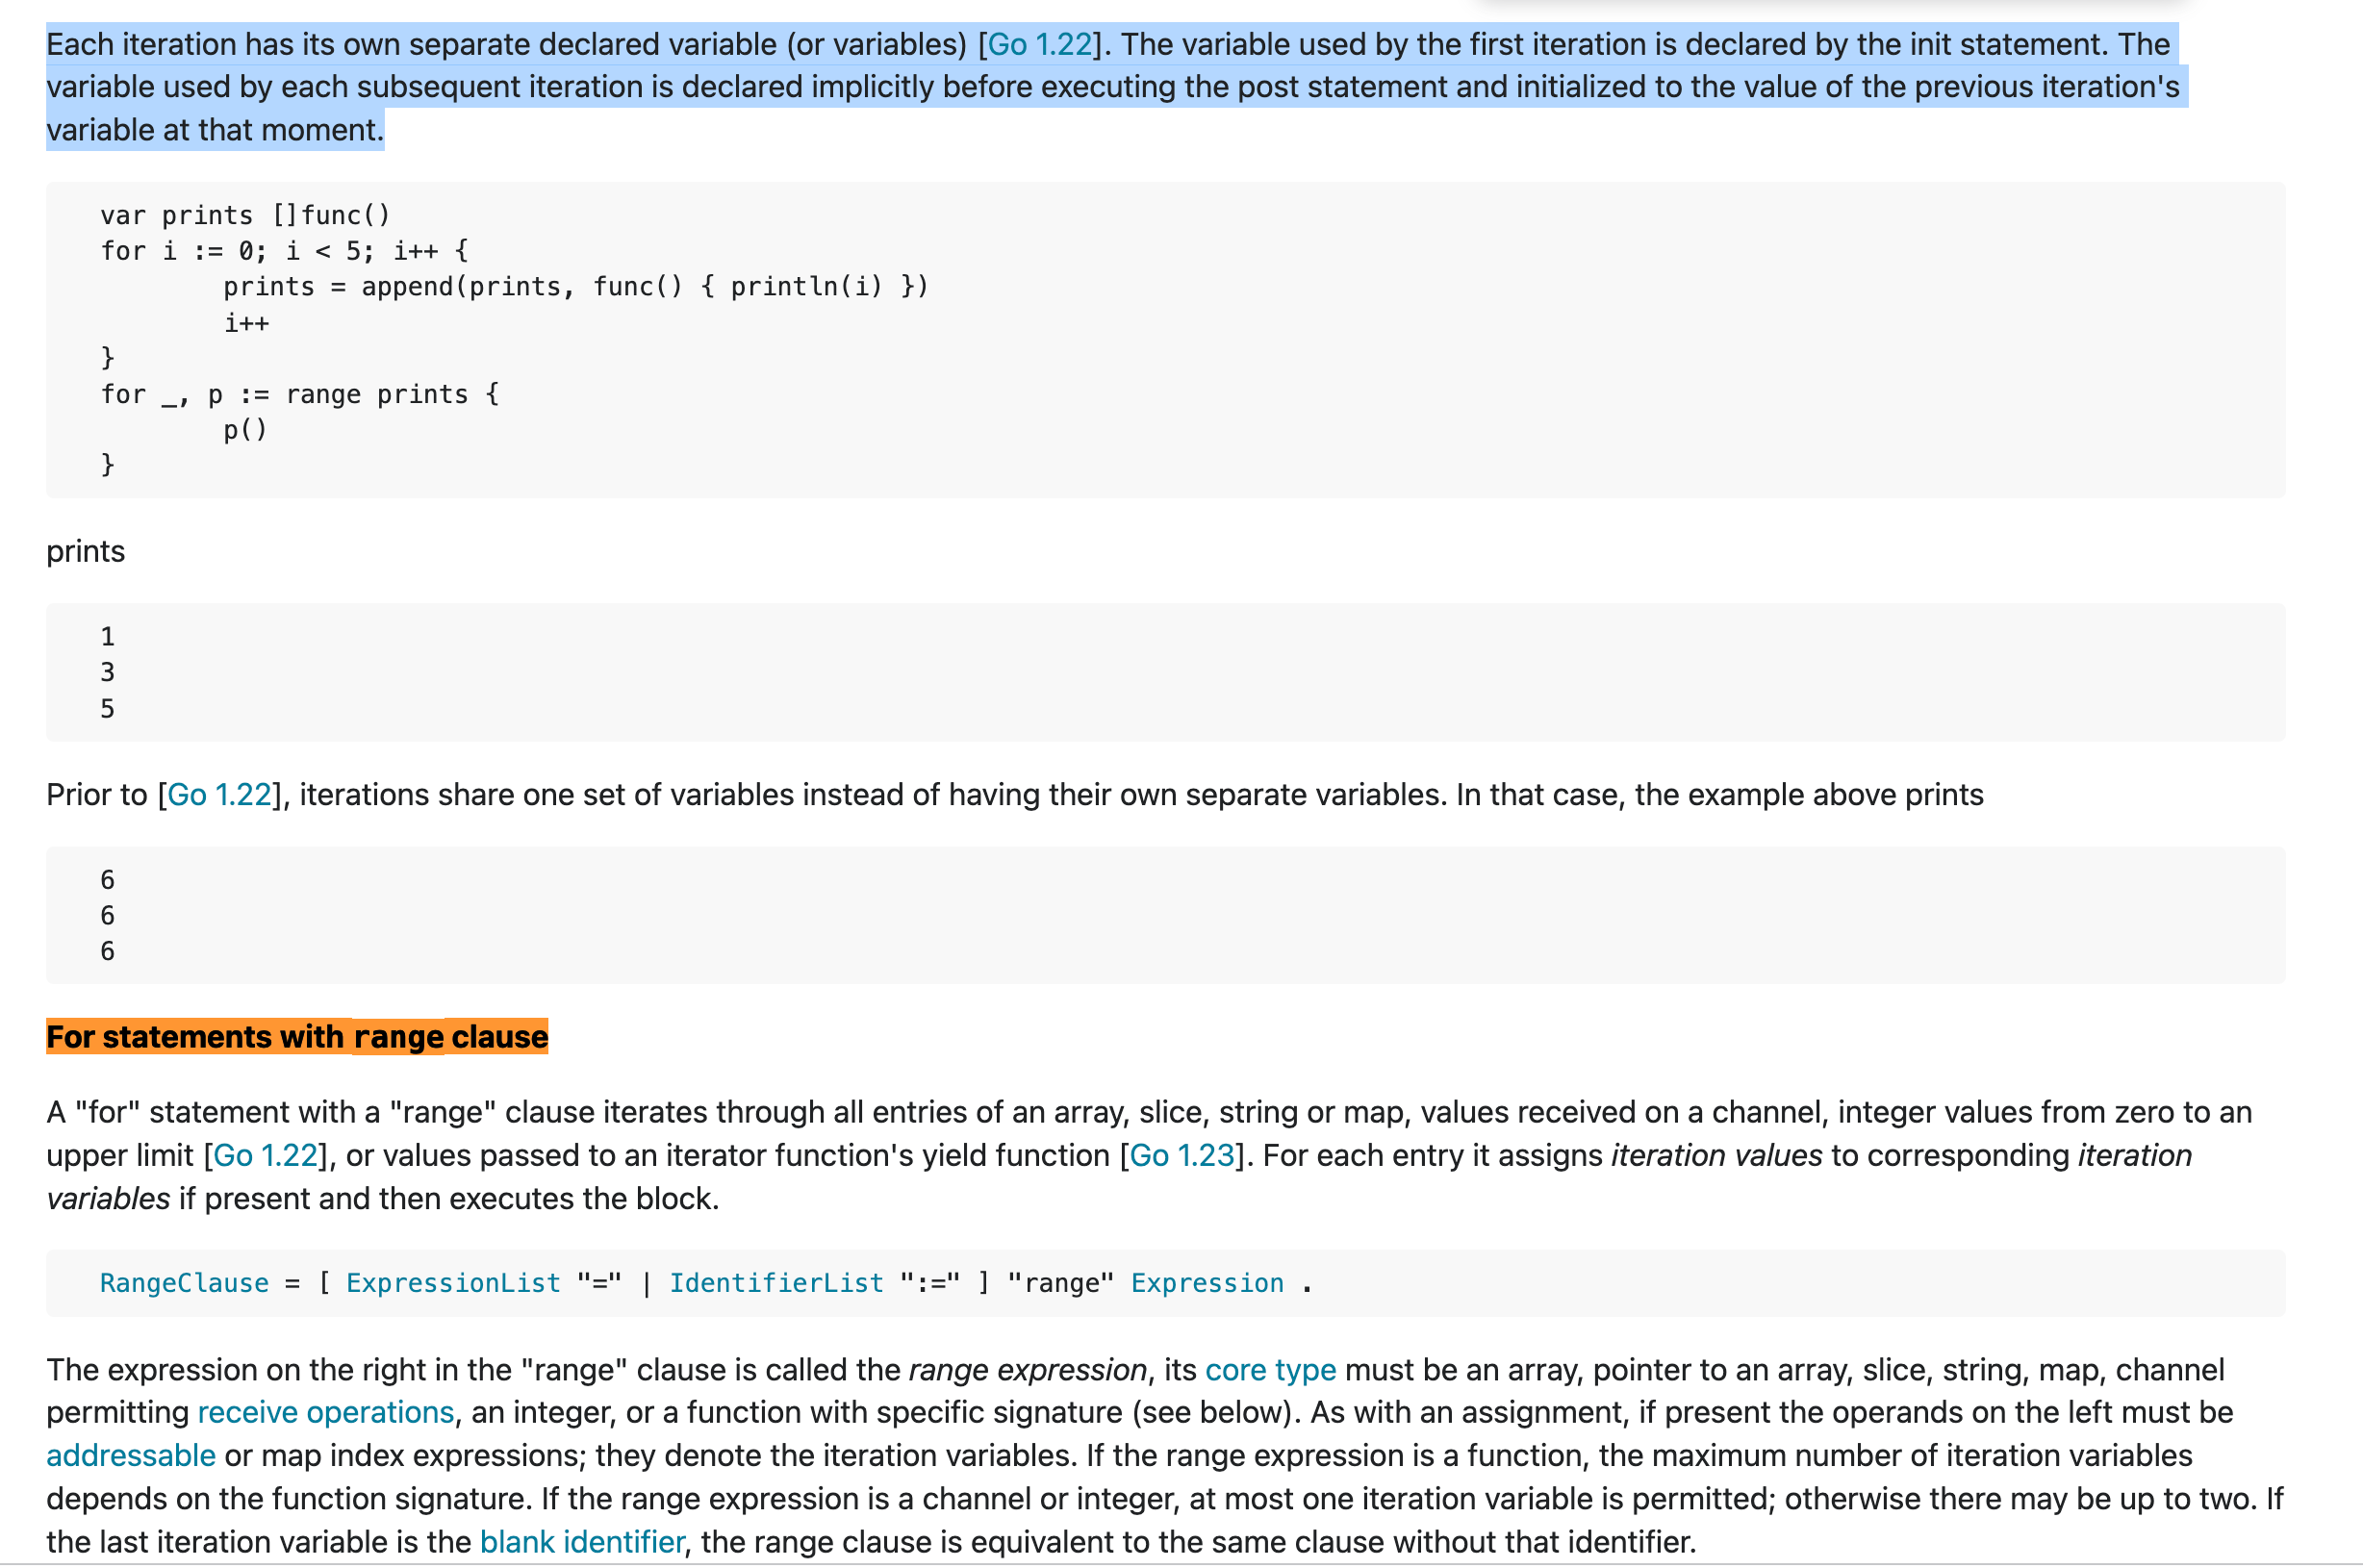 Each iteration has its own separate declared variable (or variables) [Go 1.22]. The variable used by the first iteration is declared by the init statement. The
variable used by each subsequent iteration is declared implicitly before executing the post statement and initialized to the value of the previous iteration's
variable at that moment.
var prints []func()
for i := 0; i < 5; i++ {
        prints = append(prints, func() { println(i) })
        i++
}
for _, p := range prints {
        p()
}
prints
1
3
5
Prior to [Go 1.22], iterations share one set of variables instead of having their own separate variables. In that case, the example above prints
6
6
6
For statements with range clause
A "for" statement with a "range" clause iterates through all entries of an array, slice, string or map, values received on a channel, integer values from zero to an
upper limit [Go 1.22], or values passed to an iterator function's yield function [Go 1.23]. For each entry it assigns iteration values to corresponding iteration
variables if present and then executes the block.
RangeClause = [ ExpressionList "=" | IdentifierList ":=" ] "range" Expression .
The expression on the right in the "range" clause is called the range expression, its core type must be an array, pointer to an array, slice, string, map, channel
permitting receive operations, an integer, or a function with specific signature (see below). As with an assignment, if present the operands on the left must be
addressable or map index expressions; they denote the iteration variables. If the range expression is a function, the maximum number of iteration variables
depends on the function signature. If the range expression is a channel or integer, at most one iteration variable is permitted; otherwise there may be up to two. If
the last iteration variable is the blank identifier, the range clause is equivalent to the same clause without that identifier.